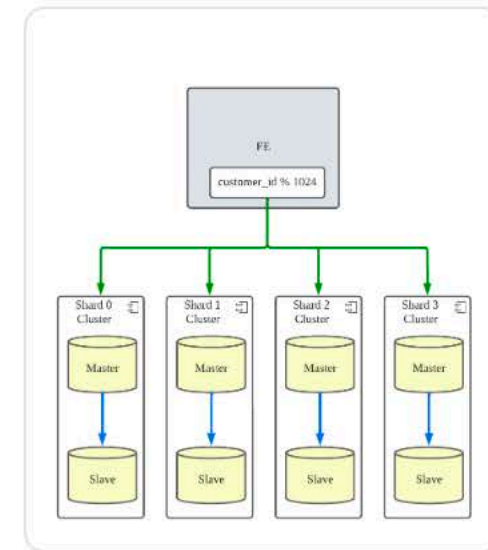 FE
customer_id % 1024
Shard 0
Cluster
Shard 1
Cluster
Shard 2
Cluster
Shard 3
Cluster
Master
Master
Master
Master
Slave
Slave
Slave
Slave